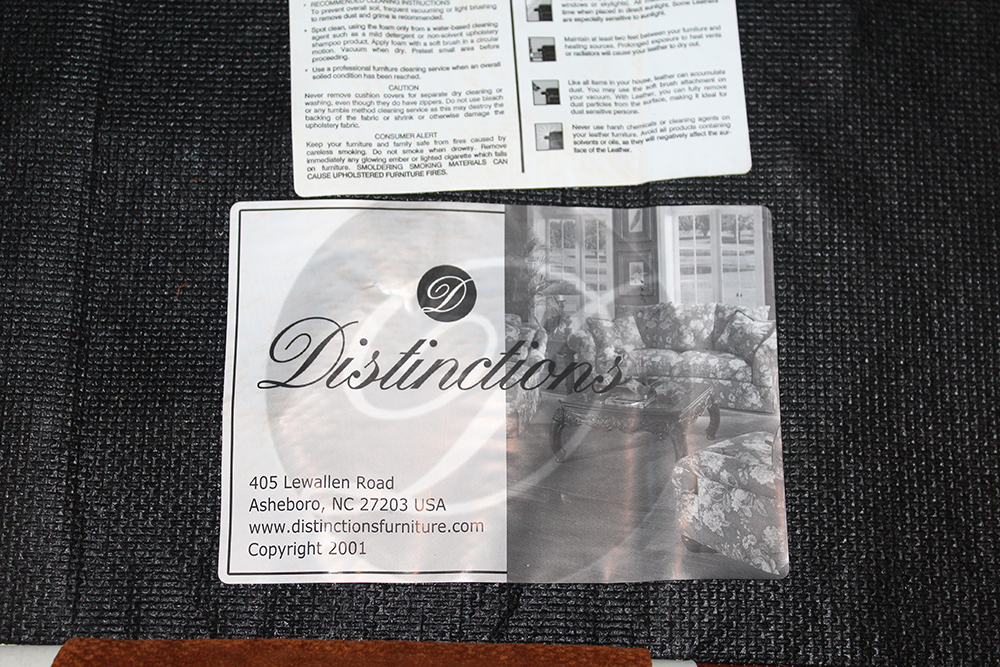 RECOMMENDED CLEANING INSTRUCTIONS
To prevent overall soil, frequent vacuuming or light brushing
to remove dust and grime is recommended.
• Spot clean, using the foam only from a water-based cleaning
agent such as a mild detergent or non-solvent upholstery
shampoo product. Apply foam with a soft brush in a circular
motion. Vacuum when dry. Pretest small area before
proceeding.
• Use a professional furniture cleaning service when an overall
soiled condition has been reached.
CAUTION
Never remove cushion covers for separate dry cleaning or
washing, even though they do have zippers. Do not use bleach
or any tumble method cleaning service as this may destroy the
backing of the fabric or shrink or otherwise damage the
upholstery fabric.
CONSUMER ALERT
Keep your furniture and family safe from fires caused by
careless smoking. Do not smoke when drowsy. Remove
immediately any glowing ember or lighted cigarette which falls
on furniture. SMOLDERING SMOKING MATERIALS CAN
CAUSE UPHOLSTERED FURNITURE FIRES.
windows or skylights). All
time when placed in direct sunlight. Some Leathers
are especially sensitive to sunlight.
Maintain at least two feet between your furniture and
heating sources. Prolonged exposure to heat vents
or radiators will cause your leather to dry out.
Like all items in your house, leather can accumulate
dust. You may use the soft brush attachment on
your vacuum. With Leather, you can fully remove
dust particles from the surface, making it ideal for
dust sensitive persons.
Never use harsh chemicals or cleaning agents on
your leather furniture. Avoid all products containing
solvents or oils, as they will negatively affect the sur-
face of the Leather.
D
Distinctions
405 Lewallen Road
Asheboro, NC 27203 USA
www.distinctionsfurniture.com
Copyright 2001